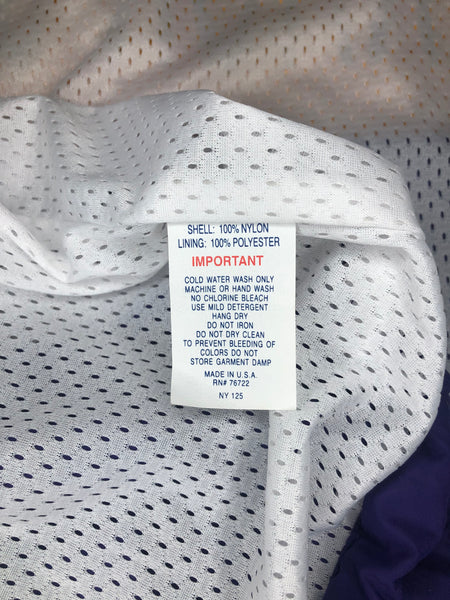 SHELL: 100% NYLON
LINING: 100% POLYESTER
IMPORTANT
COLD WATER WASH ONLY
MACHINE OR HAND WASH
NO CHLORINE BLEACH
USE MILD DETERGENT
HANG DRY
DO NOT IRON
DO NOT DRY CLEAN
TO PREVENT BLEEDING OF
COLORS DO NOT
STORE GARMENT DAMP
MADE IN U.S.A.
RN# 76722
NY 125